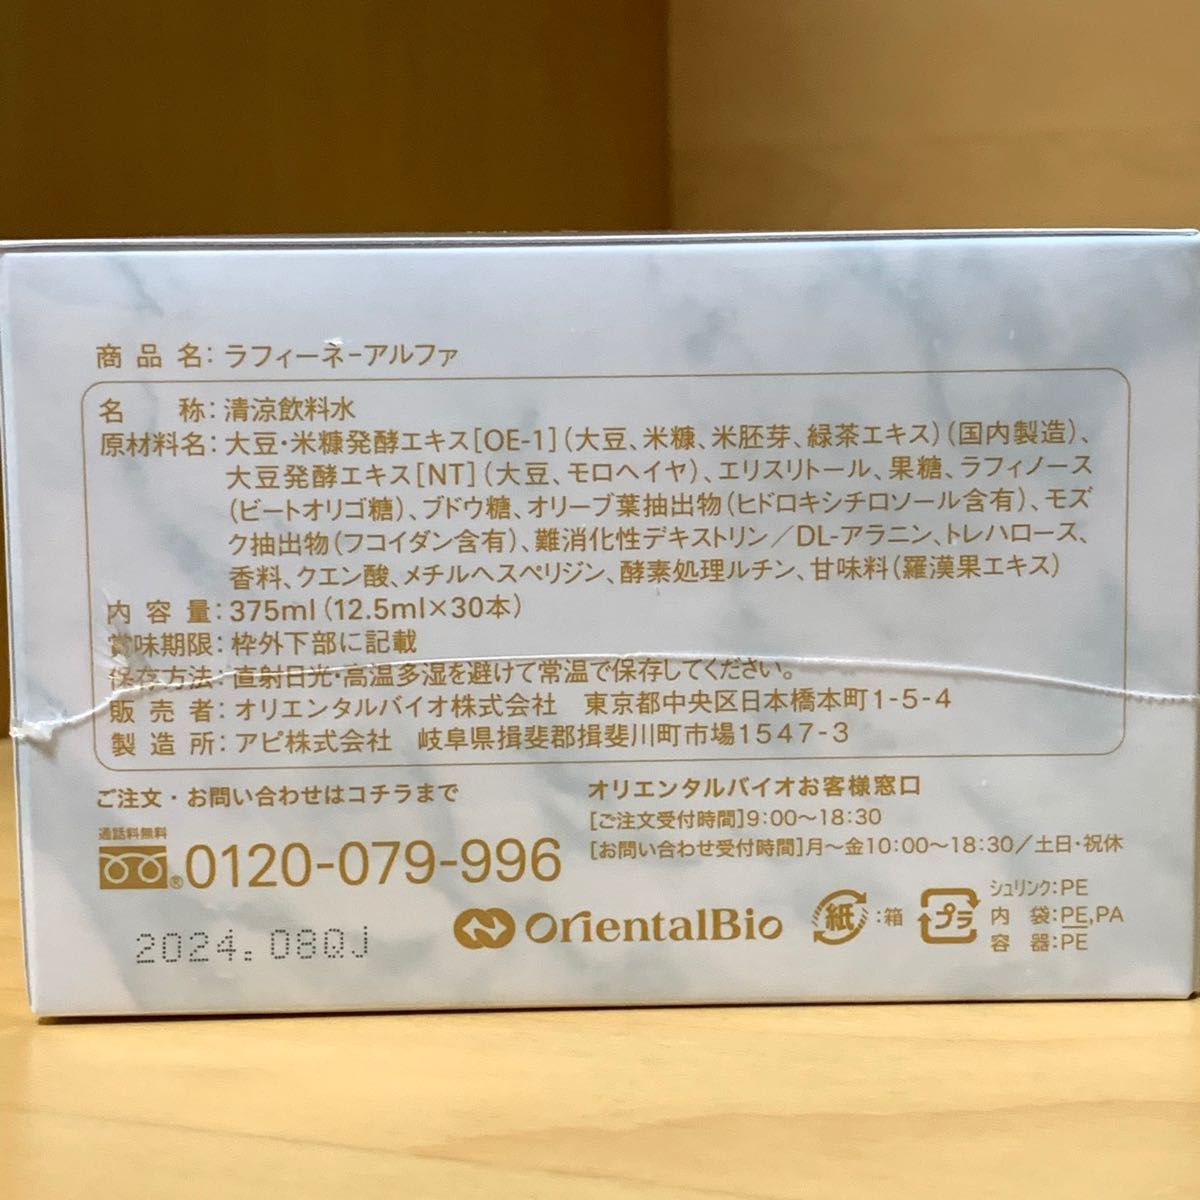 商品名：ラフィーネ-アルファ
名称：清涼飲料水
原材料名：大豆・米糠発酵エキス[OE-1]（大豆、米糠、米胚芽、緑茶エキス）（国内製造）、
大豆発酵エキス[NT]（大豆、モロヘイヤ）、エリスリトール、果糖、ラフィノース
（ビートオリゴ糖）、ブドウ糖、オリーブ葉抽出物（ヒドロキシチロソール含有）、モズ
ク抽出物（フコイダン含有）、難消化性デキストリン／DL-アラニン、トレハロース、
香料、クエン酸、メチルヘスペリジン、酵素処理ルチン、甘味料（羅漢果エキス）
内容量：375ml（12.5ml×30本）
賞味期限：枠外下部に記載
保存方法：直射日光・高温多湿を避けて常温で保存してください。
販売者：オリエンタルバイオ株式会社 東京都中央区日本橋本町1-5-4
製造所：アピ株式会社 岐阜県揖斐郡揖斐川町市場1547-3
ご注文・お問い合わせはコチラまで
通話料無料
®0120-079-996
オリエンタルバイオお客様窓口
[ご注文受付時間]9:00〜18:30
[お問い合わせ受付時間]月〜金10:00〜18:30／土日・祝休
2024.08QJ
OrientalBio
紙：箱
プラ
シュリンク：PE
内袋：PE,PA
容器：PE